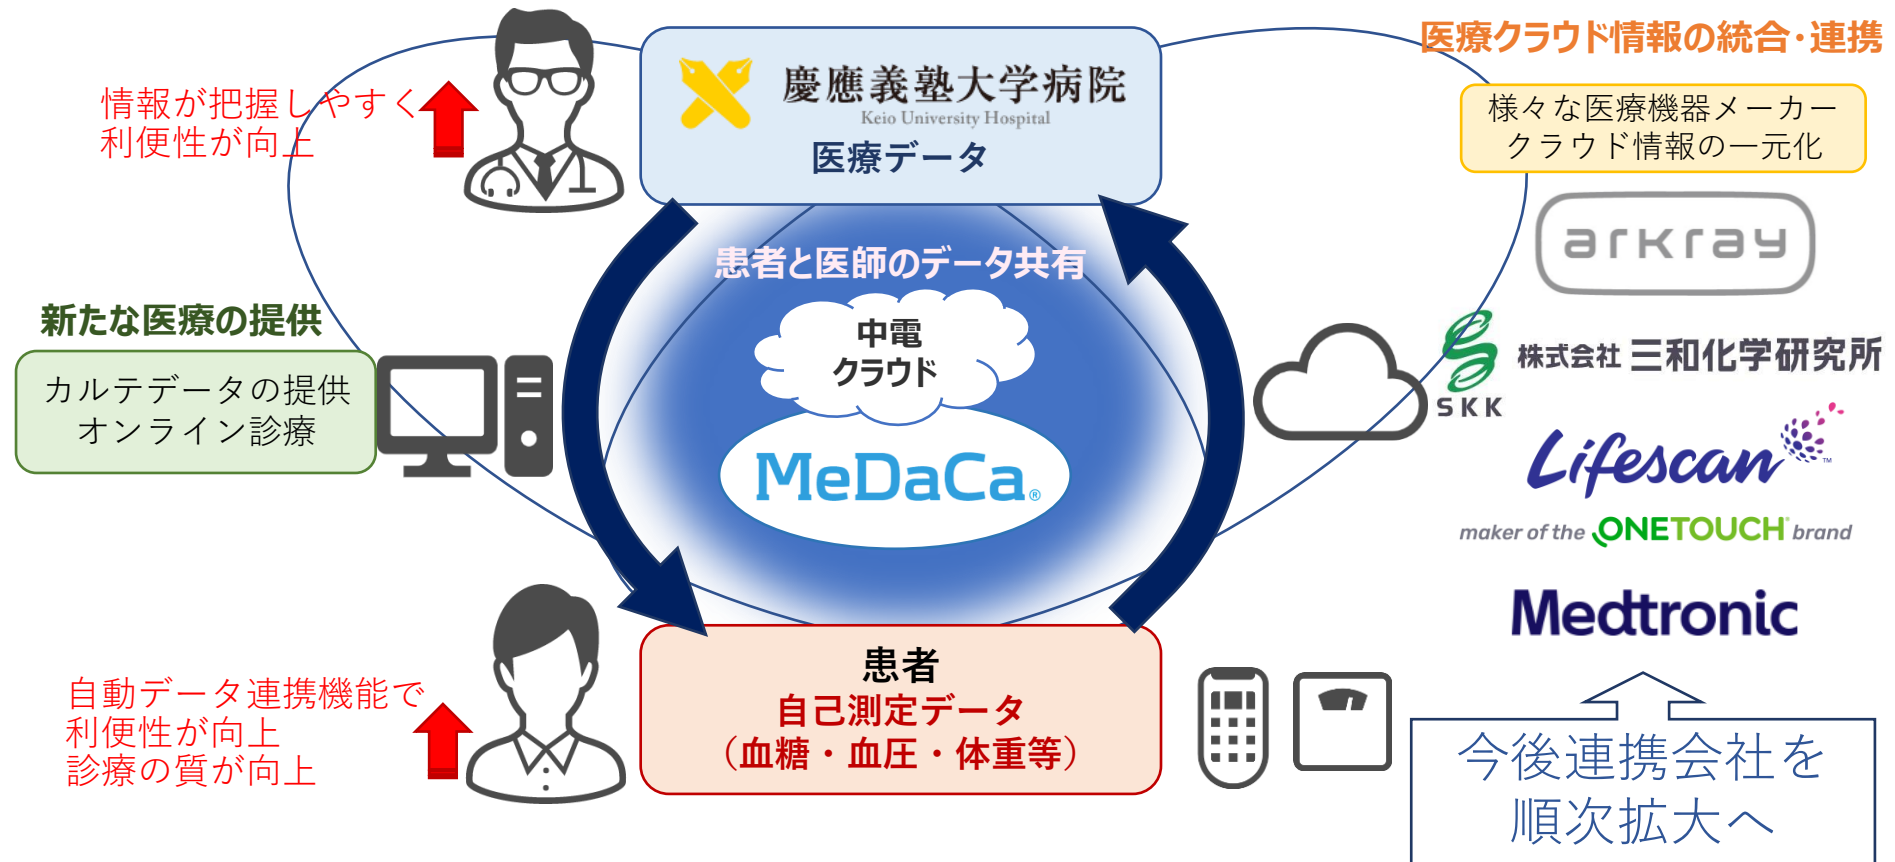 医療クラウド情報の統合・連携
慶應義塾大学病院
Keio University Hospital
医療データ
情報が把握しやすく
利便性が向上
様々な医療機器メーカー
クラウド情報の一元化
arkray
患者と医師のデータ共有
中電
クラウド
MeDaCa®
新たな医療の提供
カルテデータの提供
オンライン診療
SKK
株式会社 三和化学研究所
Lifescan™
maker of the ONETOUCH® brand
Medtronic
患者
自己測定データ
（血糖・血圧・体重等）
自動データ連携機能で
利便性が向上
診療の質が向上
今後連携会社を
順次拡大へ